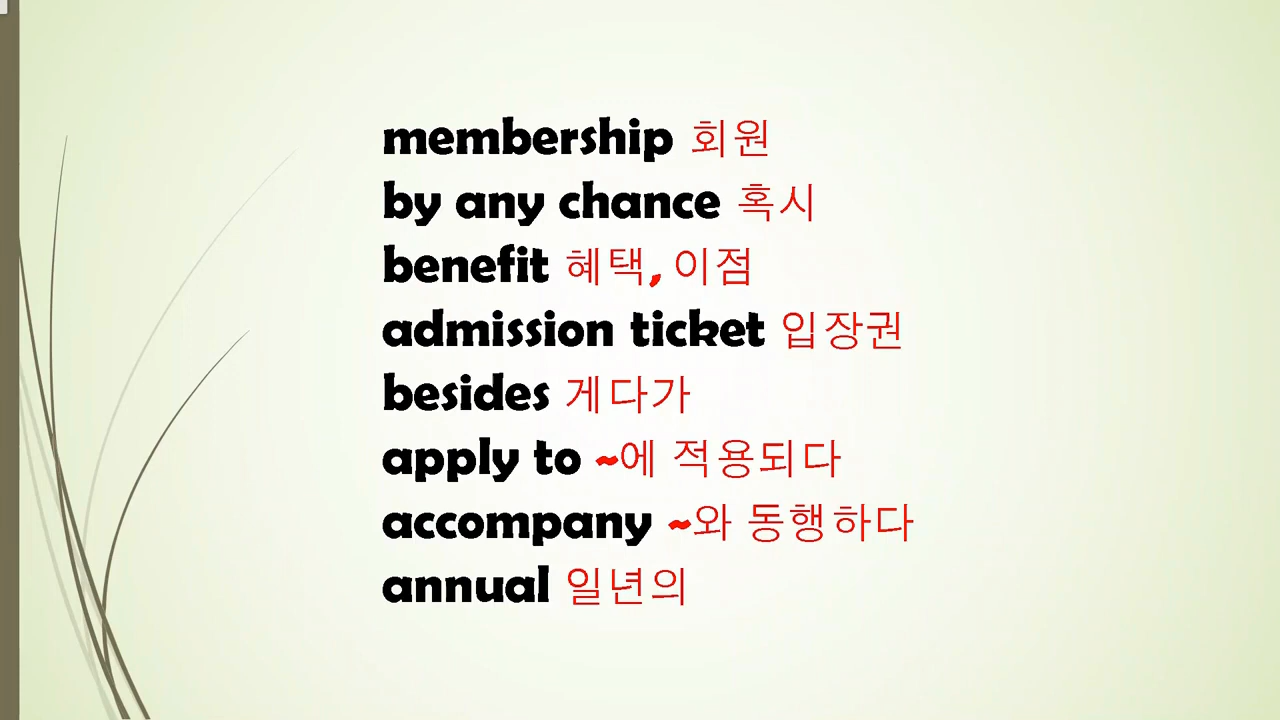 membership 회원
by any chance 혹시
benefit 혜택, 이점
admission ticket 입장권
besides 게다가
apply to ~에 적용되다
accompany ~와 동행하다
annual 일년의